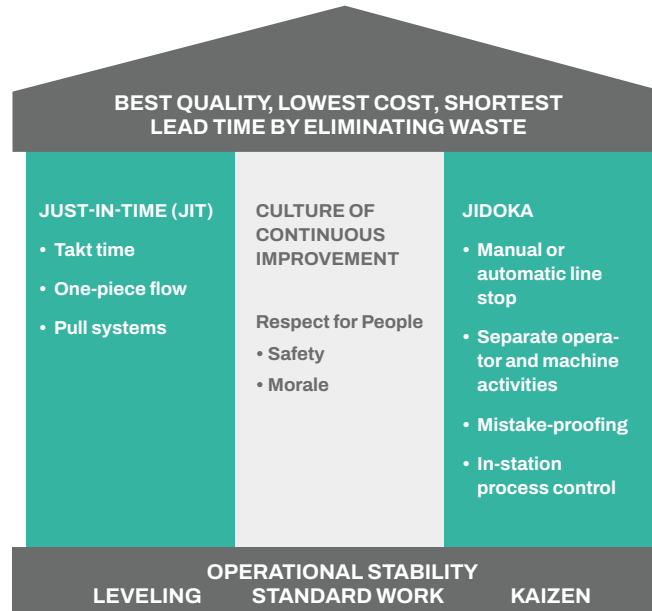 BEST QUALITY, LOWEST COST, SHORTEST
LEAD TIME BY ELIMINATING WASTE
JUST-IN-TIME (JIT)
• Takt time
• One-piece flow
• Pull systems
CULTURE OF
CONTINUOUS
IMPROVEMENT
Respect for People
• Safety
• Morale
JIDOKA
• Manual or
automatic line
stop
• Separate opera-
tor and machine
activities
• Mistake-proofing
• In-station
process control
OPERATIONAL STABILITY
LEVELING STANDARD WORK KAIZEN